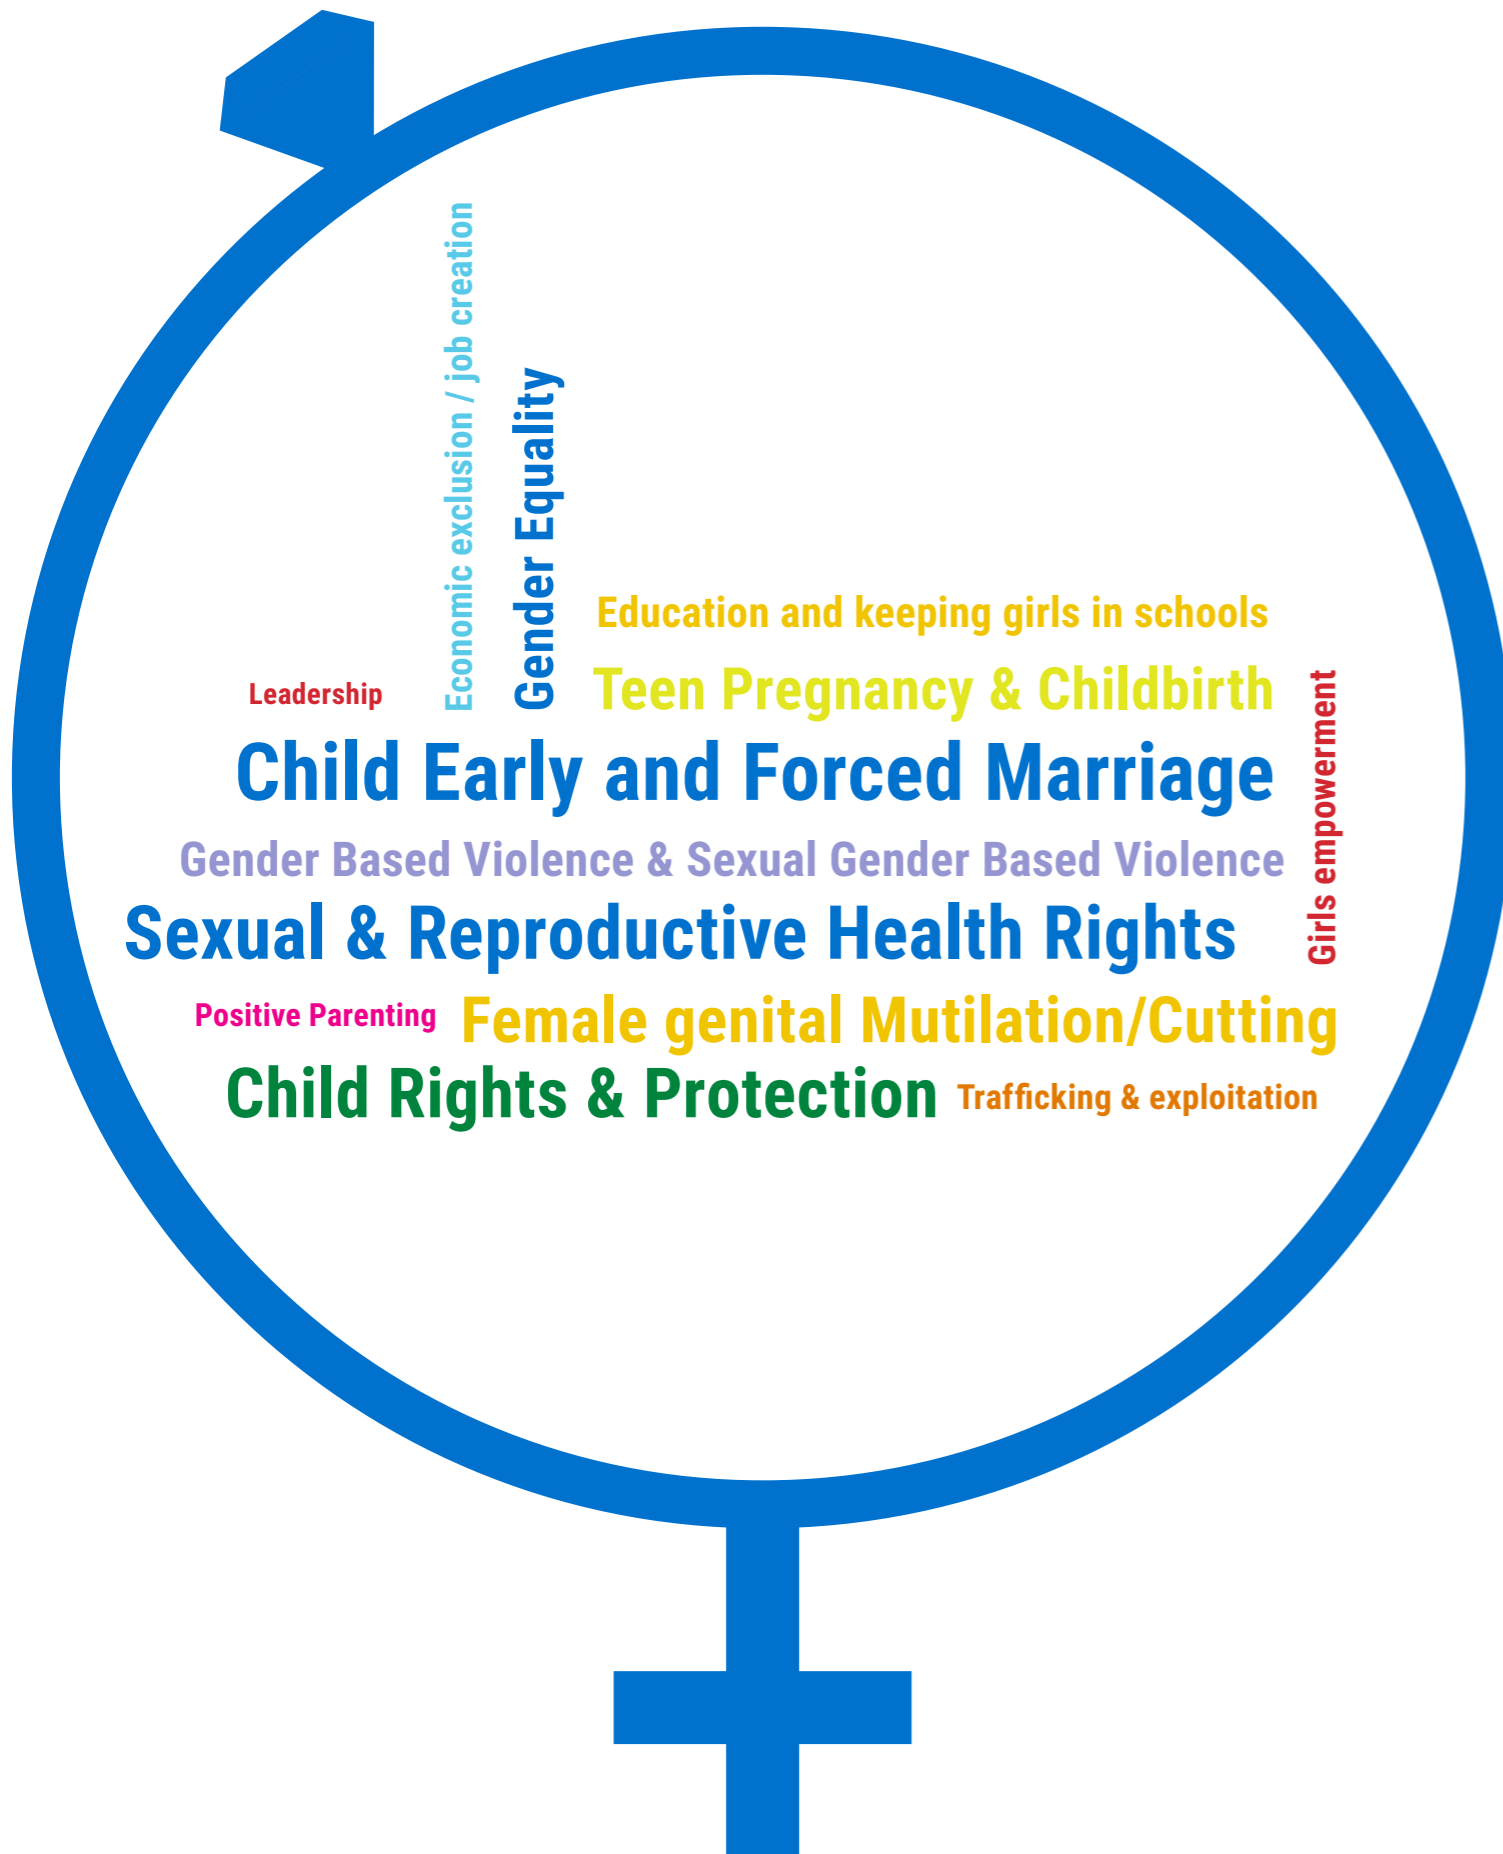 Economic exclusion / job creation
Gender Equality
Education and keeping girls in schools
Leadership
Teen Pregnancy & Childbirth
Child Early and Forced Marriage
Girls empowerment
Gender Based Violence & Sexual Gender Based Violence
Sexual & Reproductive Health Rights
Positive Parenting
Female genital Mutilation/Cutting
Child Rights & Protection
Trafficking & exploitation